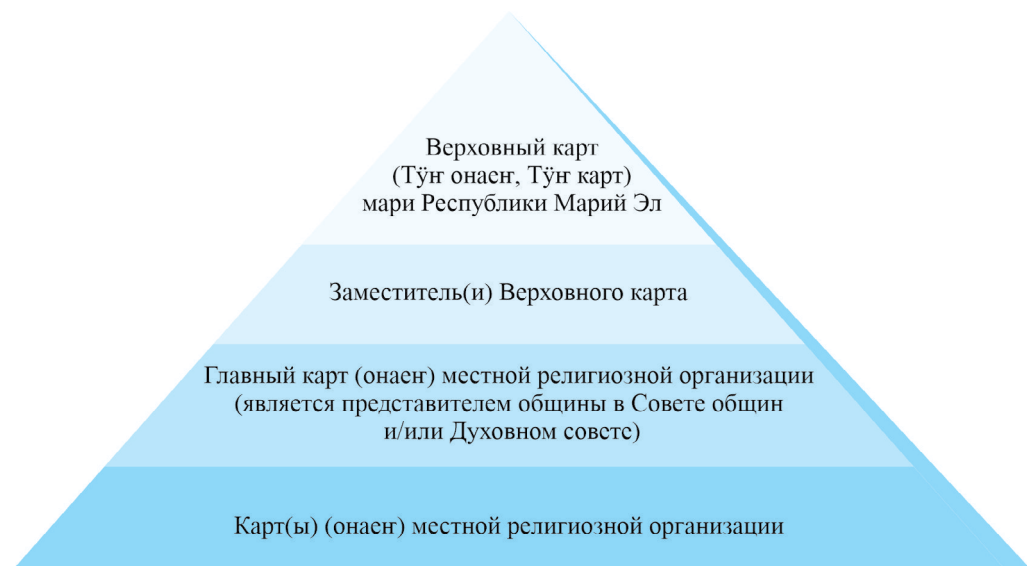 Верховный карт
(Тӱҥ онаеҥ, Тӱҥ карт)
мари Республики Марий Эл
Заместитель(и) Верховного карта
Главный карт (онаеҥ) местной религиозной организации
(является представителем общины в Совете общин
и/или Духовном совете)
Карт(ы) (онаеҥ) местной религиозной организации